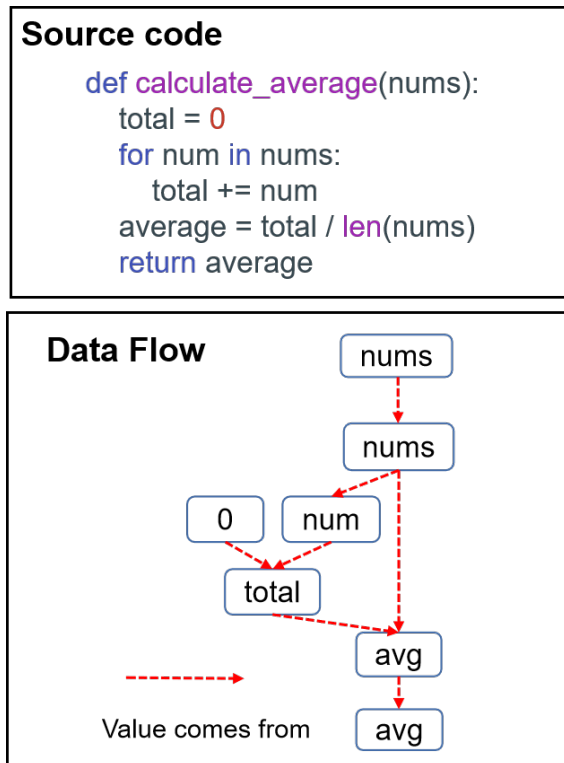 Source code
def calculate_average(nums):
total = 0
for num in nums:
total += num
average = total / len(nums)
return average
Data Flow
nums
nums
0
num
total
avg
Value comes from
avg